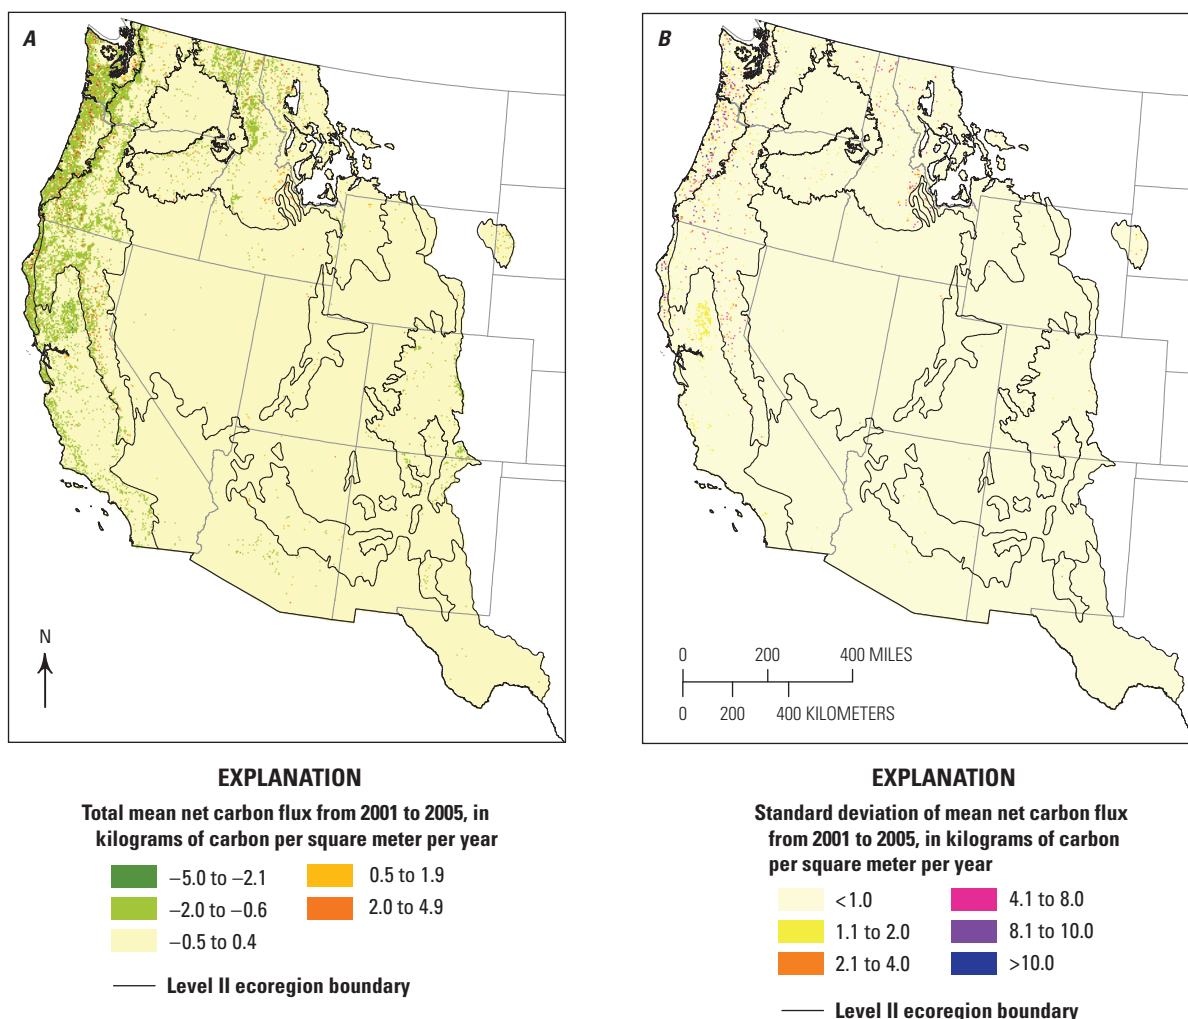 A
N
EXPLANATION
Total mean net carbon flux from 2001 to 2005, in
kilograms of carbon per square meter per year
−5.0 to −2.1
−2.0 to −0.6
−0.5 to 0.4
0.5 to 1.9
2.0 to 4.9
Level II ecoregion boundary
B
0 200 400 MILES
0 200 400 KILOMETERS
EXPLANATION
Standard deviation of mean net carbon flux
from 2001 to 2005, in kilograms of carbon
per square meter per year
<1.0
1.1 to 2.0
2.1 to 4.0
4.1 to 8.0
8.1 to 10.0
>10.0
Level II ecoregion boundary